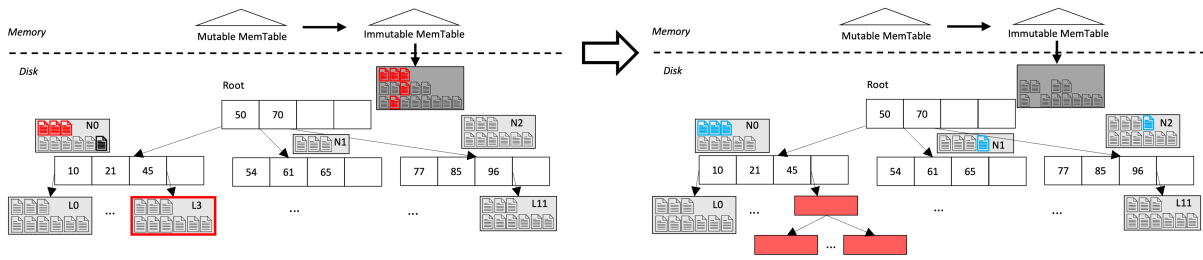 Memory
Mutable MemTable
Immutable MemTable
Disk
Root
50 70
N0
N1
N2
10 21 45
54 61 65
77 85 96
L0
...
L3
...
...
L11
Memory
Mutable MemTable
Immutable MemTable
Disk
Root
50 70
N0
N1
N2
10 21 45
54 61 65
77 85 96
L0
...
...
...
L11
...